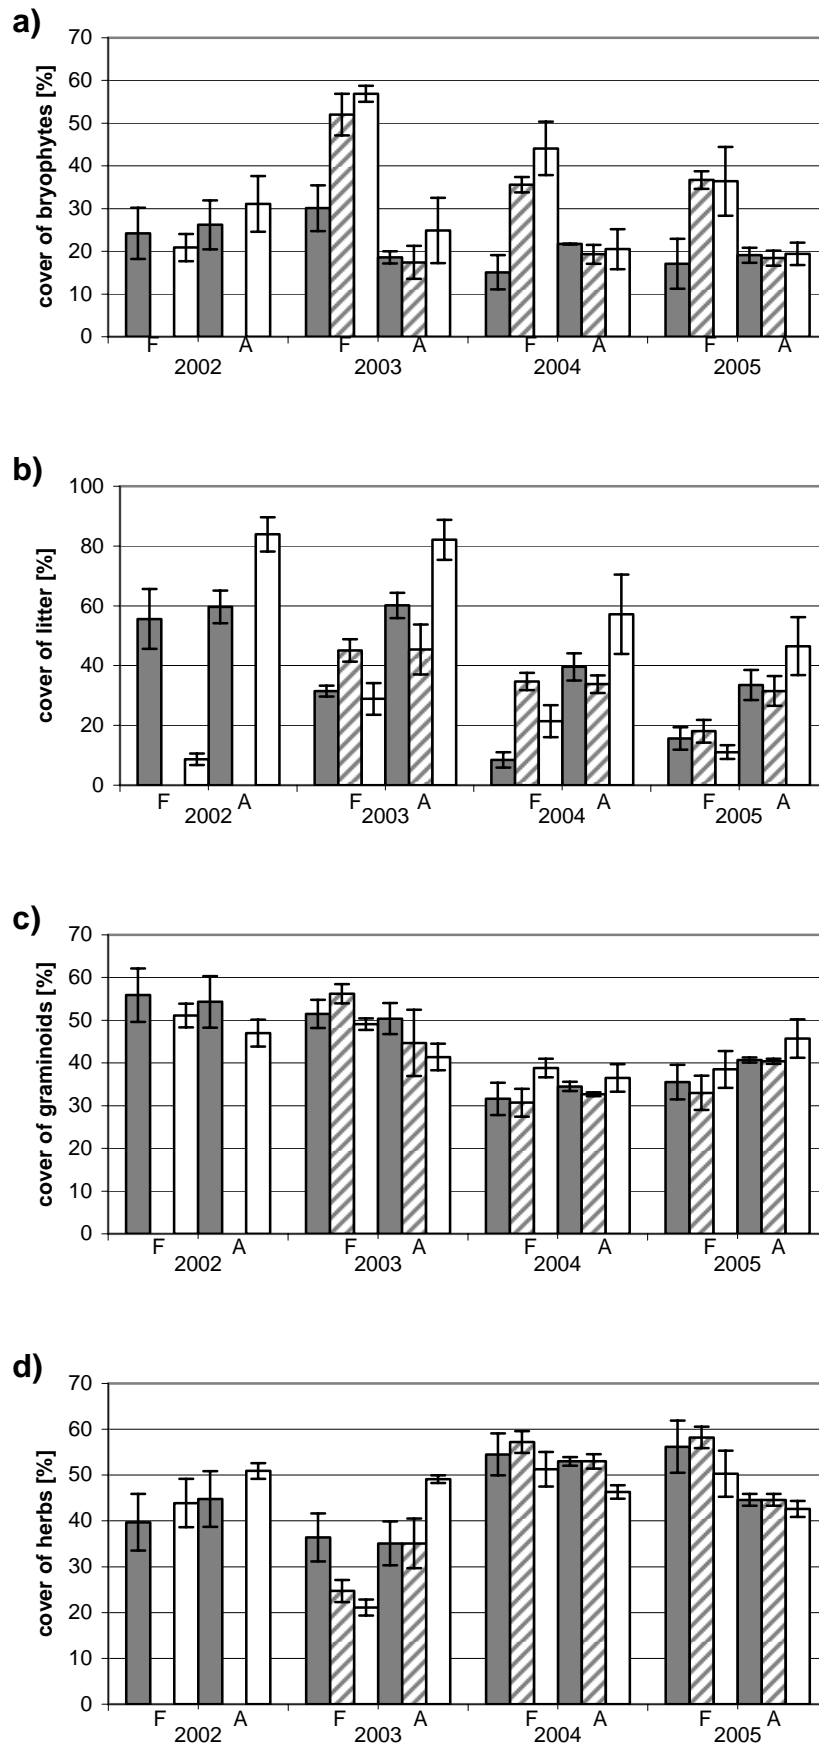 a)
cover of bryophytes [%]
70
60
50
40
30
20
10
0
F A F A F A F A
2002 2003 2004 2005
b)
cover of litter [%]
100
80
60
40
20
0
F A F A F A F A
2002 2003 2004 2005
c)
cover of graminoids [%]
70
60
50
40
30
20
10
0
F A F A F A F A
2002 2003 2004 2005
d)
cover of herbs [%]
70
60
50
40
30
20
10
0
F A F A F A F A
2002 2003 2004 2005